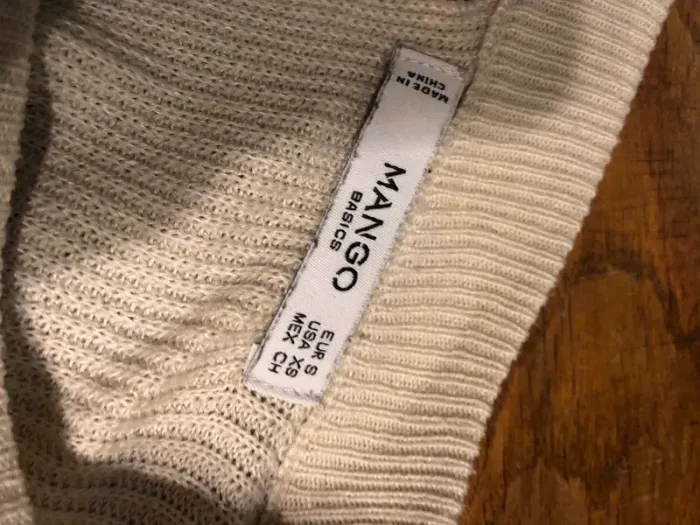 MADE IN
CHINA
MANGO
BASICS
EUR S
USA XS
MEX CH